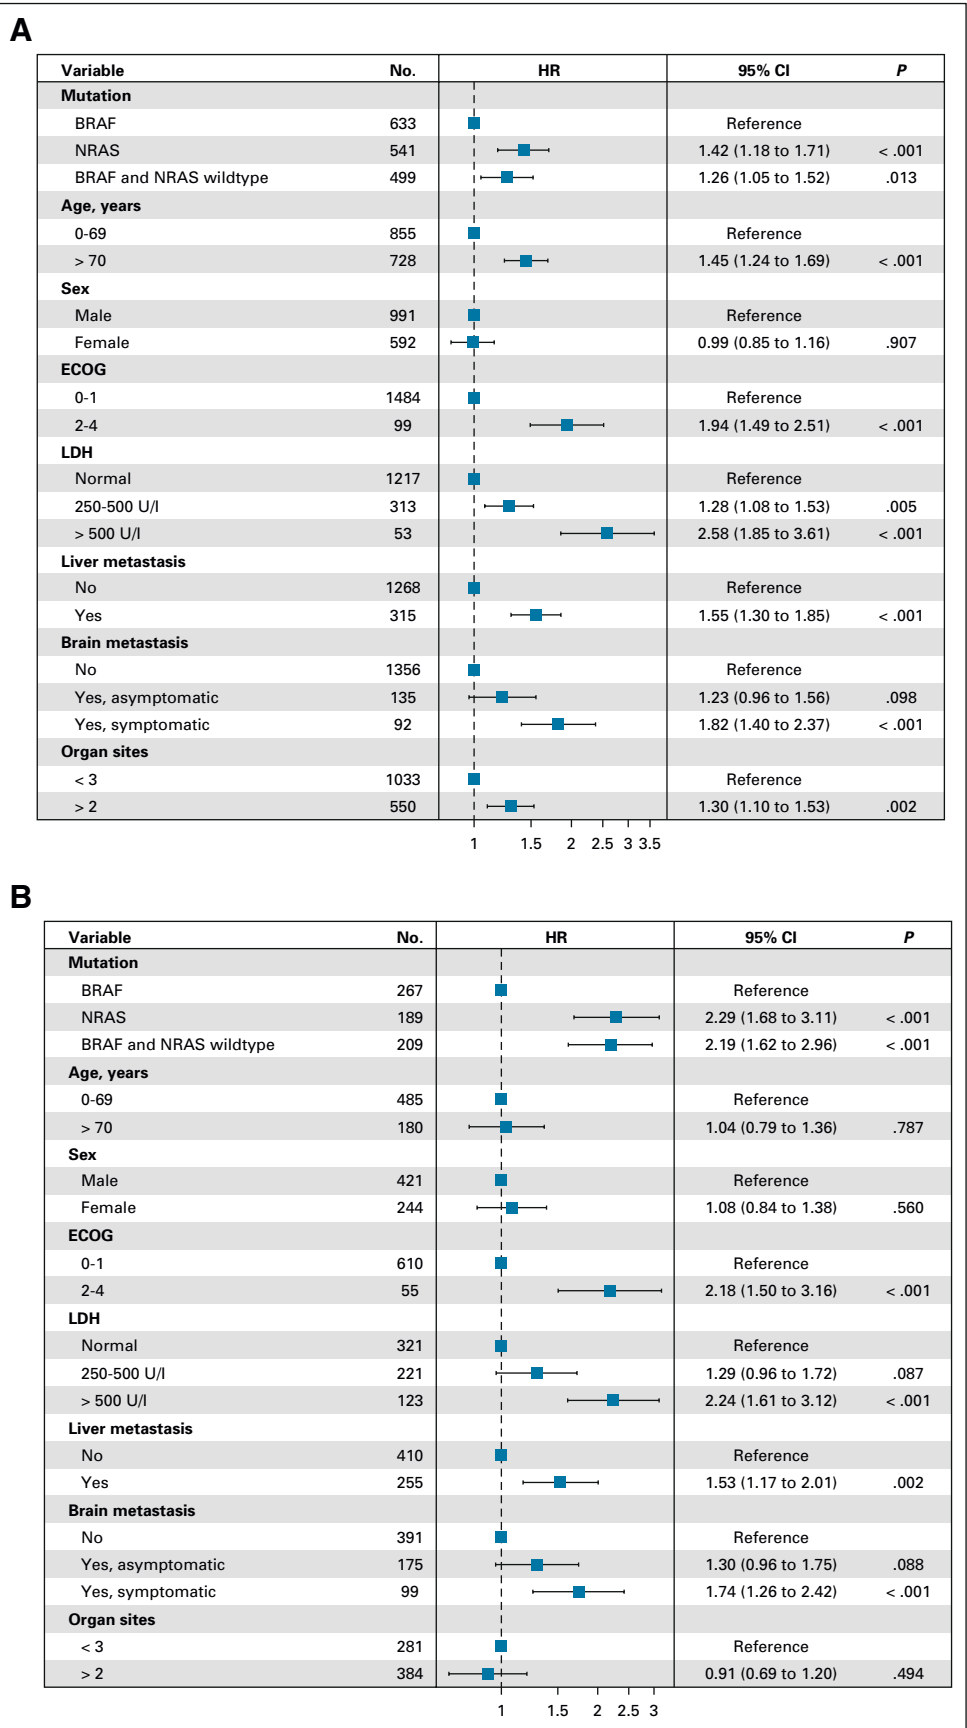 A
Variable No. HR 95% CI P
Mutation
BRAF 633 Reference
NRAS 541 1.42 (1.18 to 1.71) < .001
BRAF and NRAS wildtype 499 1.26 (1.05 to 1.52) .013
Age, years
0-69 855 Reference
> 70 728 1.45 (1.24 to 1.69) < .001
Sex
Male 991 Reference
Female 592 0.99 (0.85 to 1.16) .907
ECOG
0-1 1484 Reference
2-4 99 1.94 (1.49 to 2.51) < .001
LDH
Normal 1217 Reference
250-500 U/l 313 1.28 (1.08 to 1.53) .005
> 500 U/l 53 2.58 (1.85 to 3.61) < .001
Liver metastasis
No 1268 Reference
Yes 315 1.55 (1.30 to 1.85) < .001
Brain metastasis
No 1356 Reference
Yes, asymptomatic 135 1.23 (0.96 to 1.56) .098
Yes, symptomatic 92 1.82 (1.40 to 2.37) < .001
Organ sites
< 3 1033 Reference
> 2 550 1.30 (1.10 to 1.53) .002
1 1.5 2 2.5 3 3.5
B
Variable No. HR 95% CI P
Mutation
BRAF 267 Reference
NRAS 189 2.29 (1.68 to 3.11) < .001
BRAF and NRAS wildtype 209 2.19 (1.62 to 2.96) < .001
Age, years
0-69 485 Reference
> 70 180 1.04 (0.79 to 1.36) .787
Sex
Male 421 Reference
Female 244 1.08 (0.84 to 1.38) .560
ECOG
0-1 610 Reference
2-4 55 2.18 (1.50 to 3.16) < .001
LDH
Normal 321 Reference
250-500 U/l 221 1.29 (0.96 to 1.72) .087
> 500 U/l 123 2.24 (1.61 to 3.12) < .001
Liver metastasis
No 410 Reference
Yes 255 1.53 (1.17 to 2.01) .002
Brain metastasis
No 391 Reference
Yes, asymptomatic 175 1.30 (0.96 to 1.75) .088
Yes, symptomatic 99 1.74 (1.26 to 2.42) < .001
Organ sites
< 3 281 Reference
> 2 384 0.91 (0.69 to 1.20) .494
1 1.5 2 2.5 3